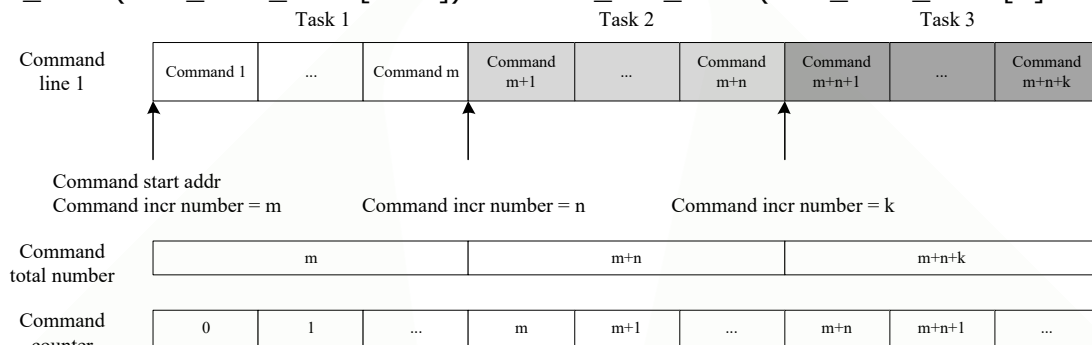 Task 1 Task 2 Task 3
Command line 1
Command 1 ... Command m Command m+1 ... Command m+n Command m+n+1 ... Command m+n+k
Command start addr
Command incr number = m Command incr number = n Command incr number = k
Command total number
m m+n m+n+k
Command counter
0 1 ... m m+1 ... m+n m+n+1 ...